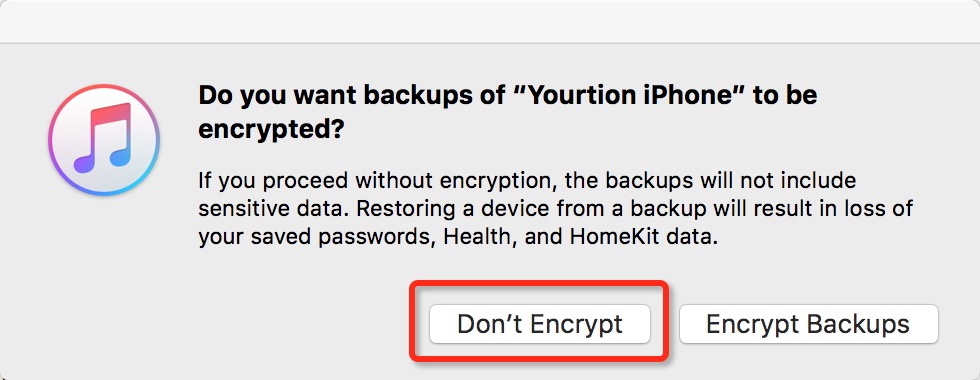 Do you want backups of “Yourtion iPhone” to be
encrypted?
If you proceed without encryption, the backups will not include
sensitive data. Restoring a device from a backup will result in loss of
your saved passwords, Health, and HomeKit data.
Don’t Encrypt
Encrypt Backups